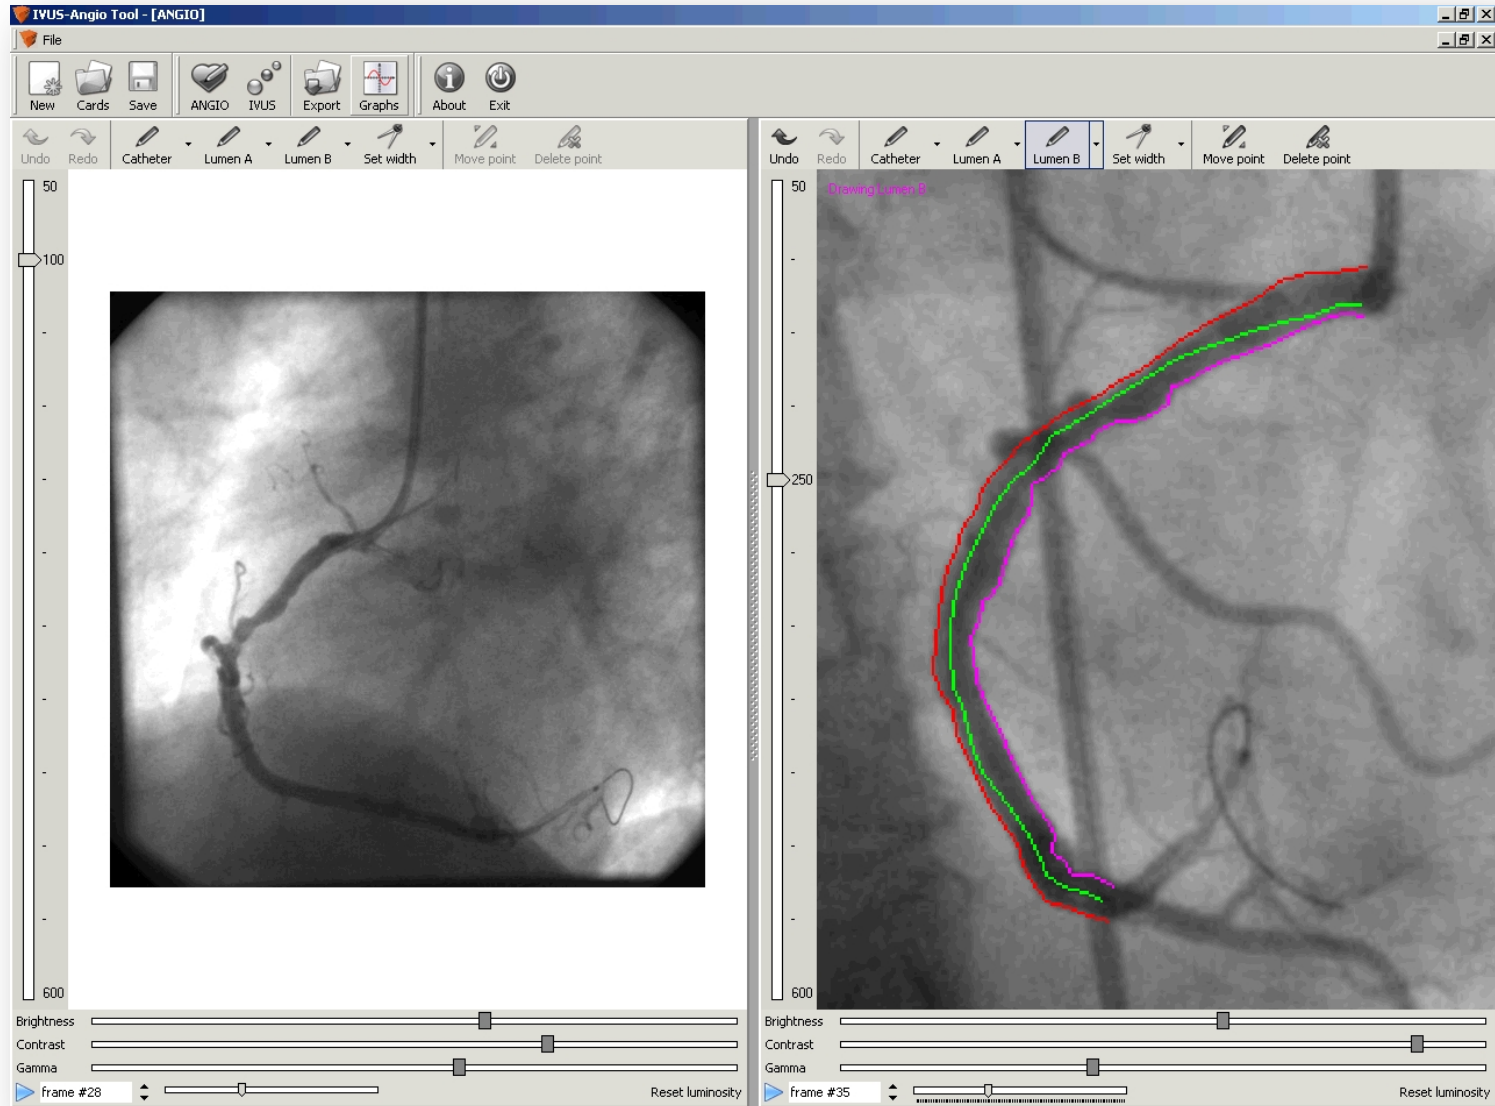 IVUS-Angio Tool - [ANGIO]
File
New Cards Save ANGIO IVUS Export Graphs About Exit
Undo Redo Catheter Lumen A Lumen B Set width Move point Delete point
50
100
600
Brightness
Contrast
Gamma
frame #28 Reset luminosity
Undo Redo Catheter Lumen A Lumen B Set width Move point Delete point
50
Drawing Lumen B
250
600
Brightness
Contrast
Gamma
frame #35 Reset luminosity